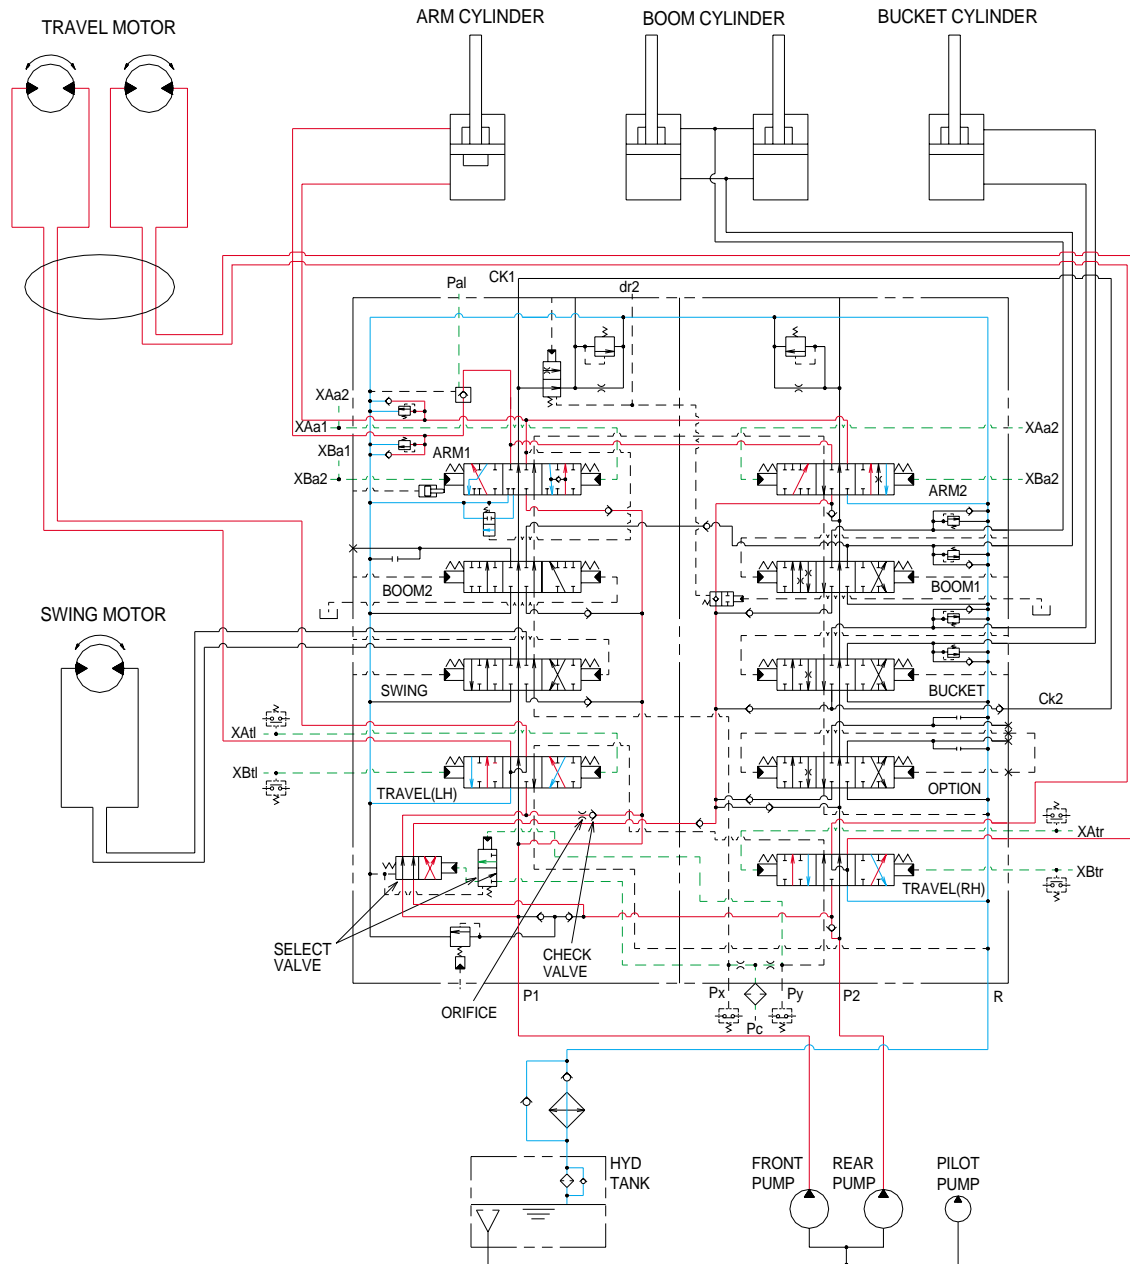 ARM CYLINDER
BOOM CYLINDER
BUCKET CYLINDER
TRAVEL MOTOR
CK1
Pal
dr2
XAa2
XAa1
XAa2
XBa1
ARM1
XBa2
XBa2
ARM2
BOOM2
BOOM1
SWING MOTOR
SWING
BUCKET
Ck2
XAtl
XBtl
TRAVEL(LH)
OPTION
XAtr
XBtr
TRAVEL(RH)
SELECT
VALVE
CHECK
VALVE
ORIFICE
P1
Px
Py
P2
R
Pc
HYD
TANK
FRONT
PUMP
REAR
PUMP
PILOT
PUMP